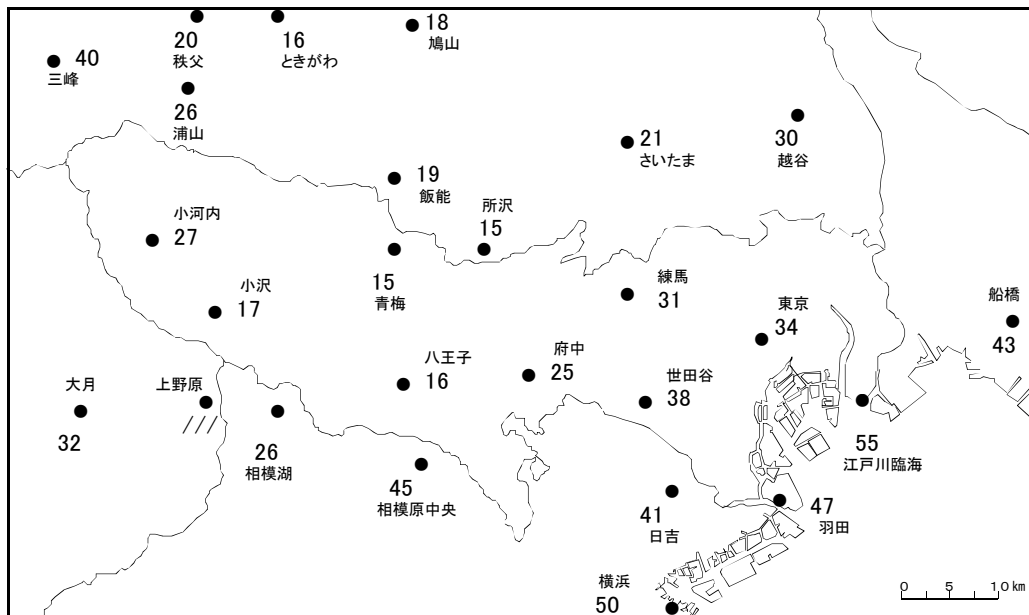 40
三峰
20
秩父
16
ときがわ
18
鳩山
26
浦山
21
さいたま
30
越谷
19
飯能
所沢
15
小河内
27
15
青梅
小沢
17
練馬
31
東京
34
船橋
43
大月
32
上野原
26
相模湖
八王子
16
府中
25
世田谷
38
55
江戸川臨海
45
相模原中央
41
日吉
47
羽田
横浜
50
0 5 10km